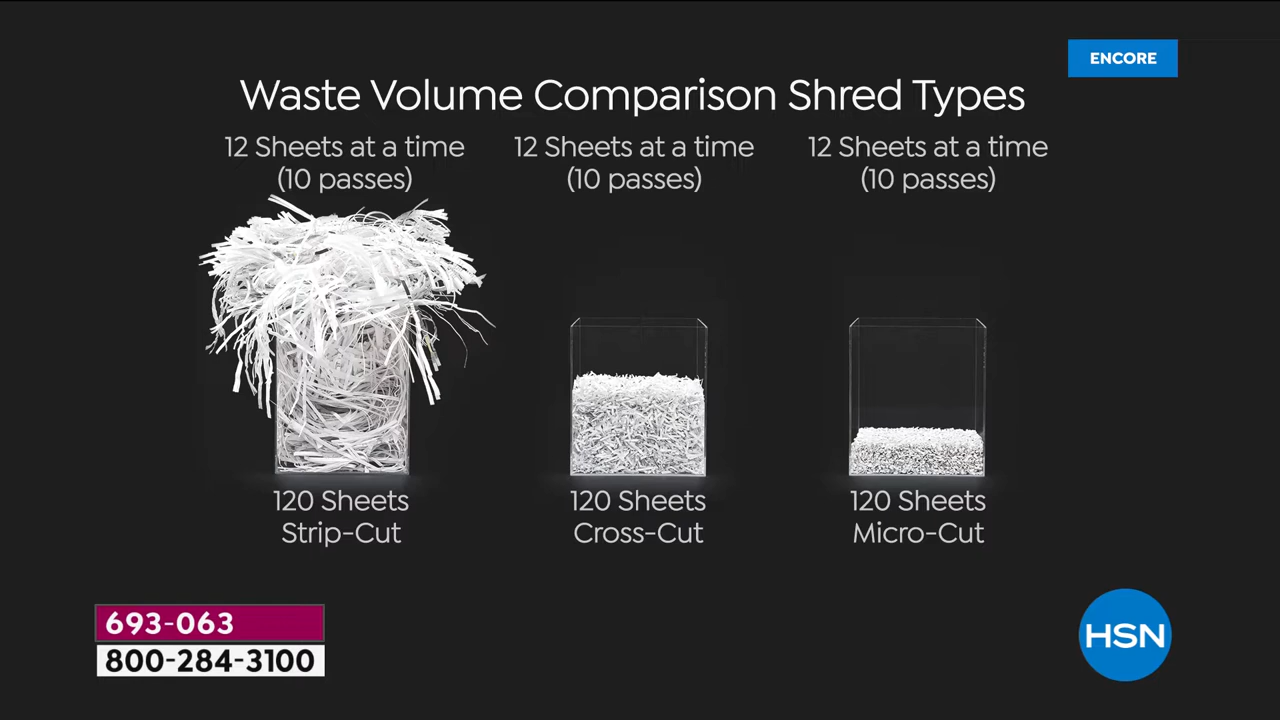 ENCORE
Waste Volume Comparison Shred Types
12 Sheets at a time
(10 passes)
12 Sheets at a time
(10 passes)
12 Sheets at a time
(10 passes)
120 Sheets
Strip-Cut
120 Sheets
Cross-Cut
120 Sheets
Micro-Cut
693-063
800-284-3100
HSN